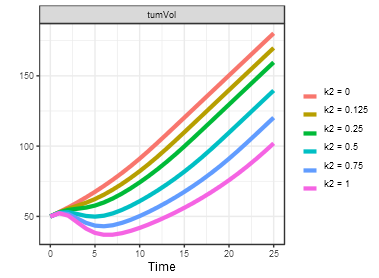 tumVol
150
100
50
0
5
10
15
20
25
Time
k2 = 0
k2 = 0.125
k2 = 0.25
k2 = 0.5
k2 = 0.75
k2 = 1